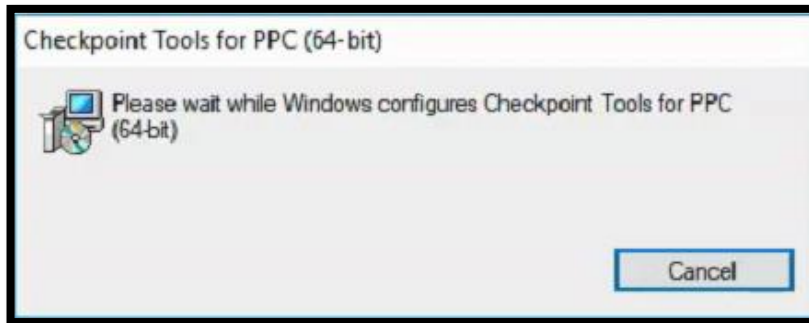 Checkpoint Tools for PPC (64-bit)
Please wait while Windows configures Checkpoint Tools for PPC
(64-bit)
Cancel